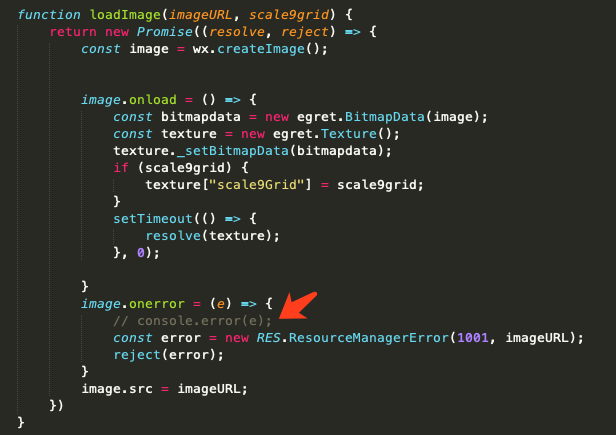 function loadImage(imageURL, scale9grid) {
    return new Promise((resolve, reject) => {
        const image = wx.createImage();
        image.onload = () => {
            const bitmapdata = new egret.BitmapData(image);
            const texture = new egret.Texture();
            texture._setBitmapData(bitmapdata);
            if (scale9grid) {
                texture["scale9Grid"] = scale9grid;
            }
            setTimeout(() => {
                resolve(texture);
            }, 0);
        }
        image.onerror = (e) => {
            // console.error(e);
            const error = new RES.ResourceManagerError(1001, imageURL);
            reject(error);
        }
        image.src = imageURL;
    })
}